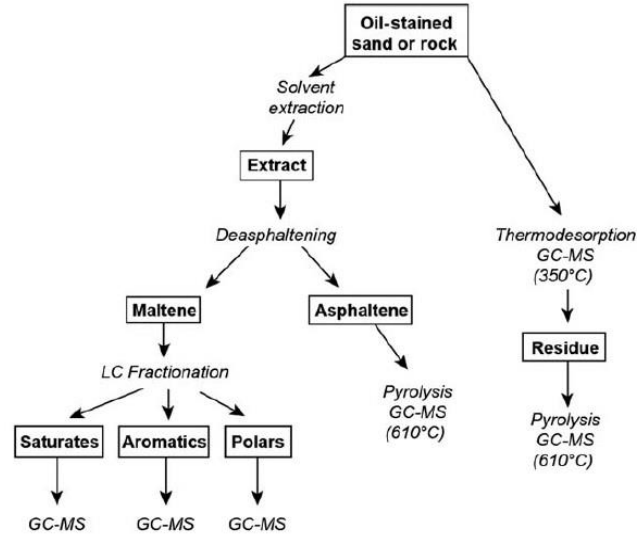 Oil-stained
sand or rock
Solvent
extraction
Extract
Deasphaltening
Thermodesorption
GC-MS
(350°C)
Maltene
Asphaltene
Residue
LC Fractionation
Pyrolysis
GC-MS
(610°C)
Pyrolysis
GC-MS
(610°C)
Saturates
Aromatics
Polars
GC-MS
GC-MS
GC-MS